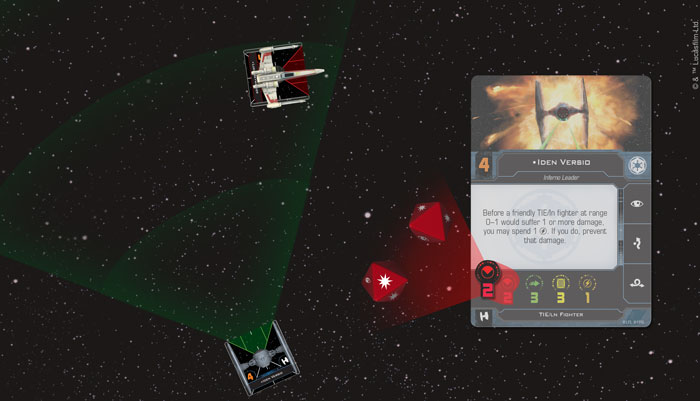 © & ™ Lucasfilm Ltd
4
•Iden Versio
Inferno Leader
Before a friendly TIE/ln fighter at range
0–1 would suffer 1 or more damage,
you may spend 1 . If you do, prevent
that damage.
2 2 3 3 1
TIE/ln Fighter
4
4